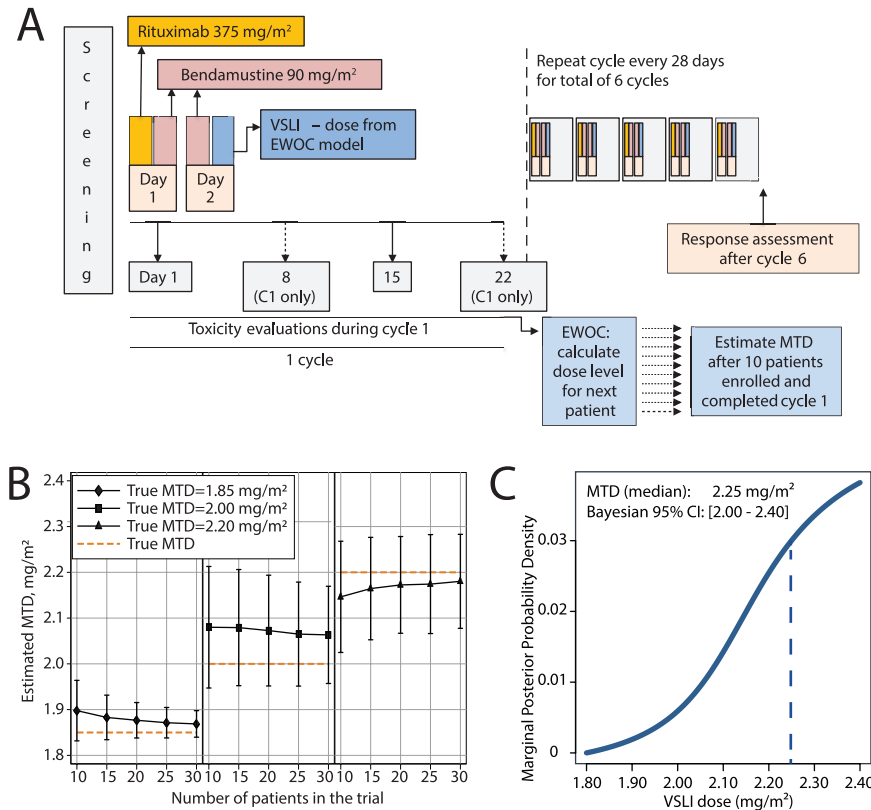 A
Screening
Rituximab 375 mg/m²
Bendamustine 90 mg/m²
VSLI – dose from
EWOC model
Day
1
Day
2
Repeat cycle every 28 days
for total of 6 cycles
Response assessment
after cycle 6
Day 1
8
(C1 only)
15
22
(C1 only)
Toxicity evaluations during cycle 1
1 cycle
EWOC:
calculate
dose level
for next
patient
Estimate MTD
after 10 patients
enrolled and
completed cycle 1
B
True MTD=1.85 mg/m²
True MTD=2.00 mg/m²
True MTD=2.20 mg/m²
True MTD
Estimated MTD, mg/m²
2.4
2.3
2.2
2.1
2.0
1.9
1.8
10 15 20 25 30 10 15 20 25 30 10 15 20 25 30
Number of patients in the trial
C
MTD (median): 2.25 mg/m²
Bayesian 95% CI: [2.00 - 2.40]
Marginal Posterior Probability Density
0.03
0.02
0.01
0
1.80 1.90 2.00 2.10 2.20 2.30 2.40
VSLI dose (mg/m²)